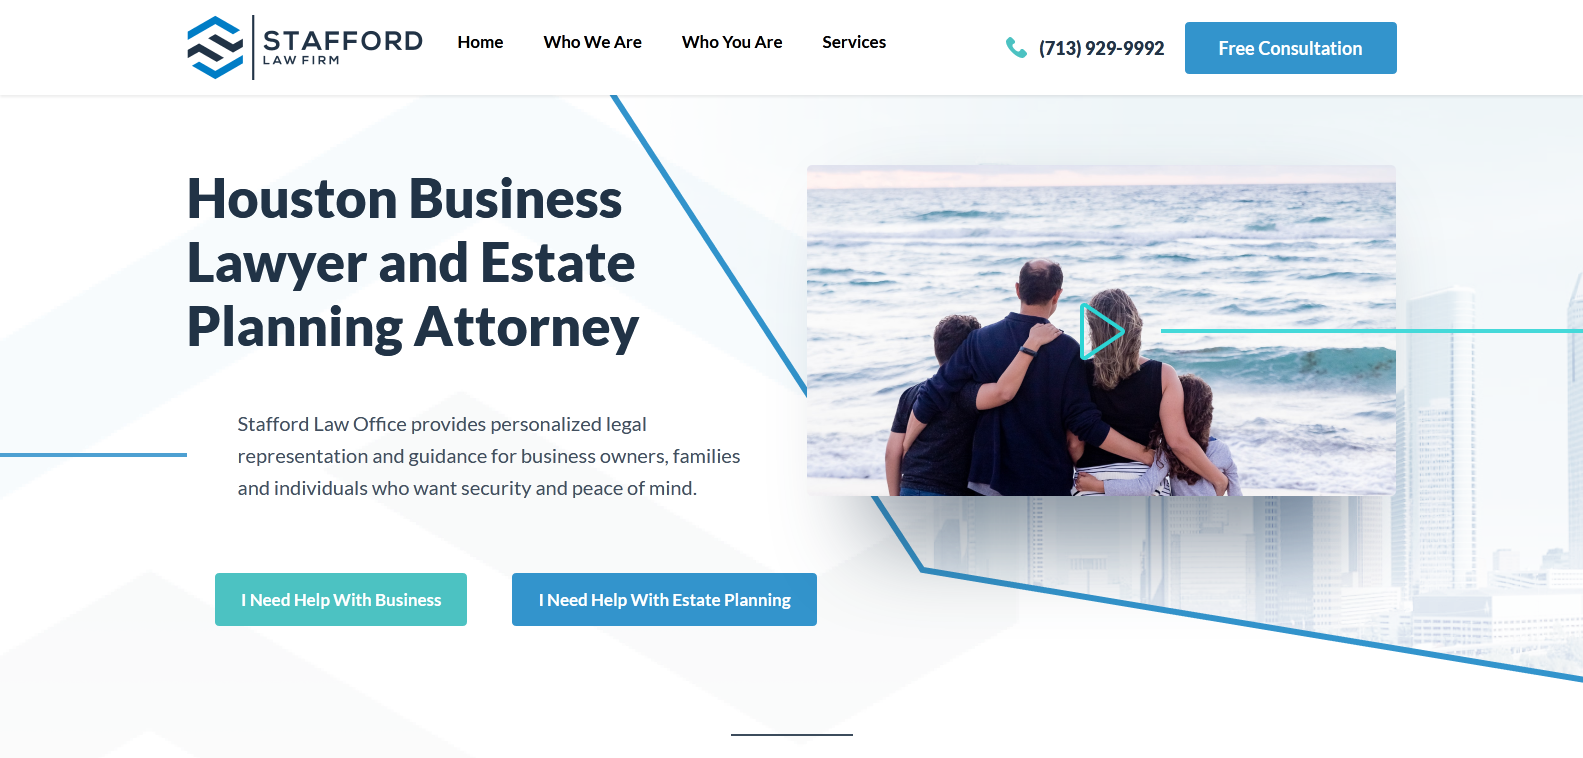 STAFFORD
LAW FIRM
Home Who We Are Who You Are Services
(713) 929-9992
Free Consultation
Houston Business
Lawyer and Estate
Planning Attorney
Stafford Law Office provides personalized legal
representation and guidance for business owners, families
and individuals who want security and peace of mind.
I Need Help With Business
I Need Help With Estate Planning